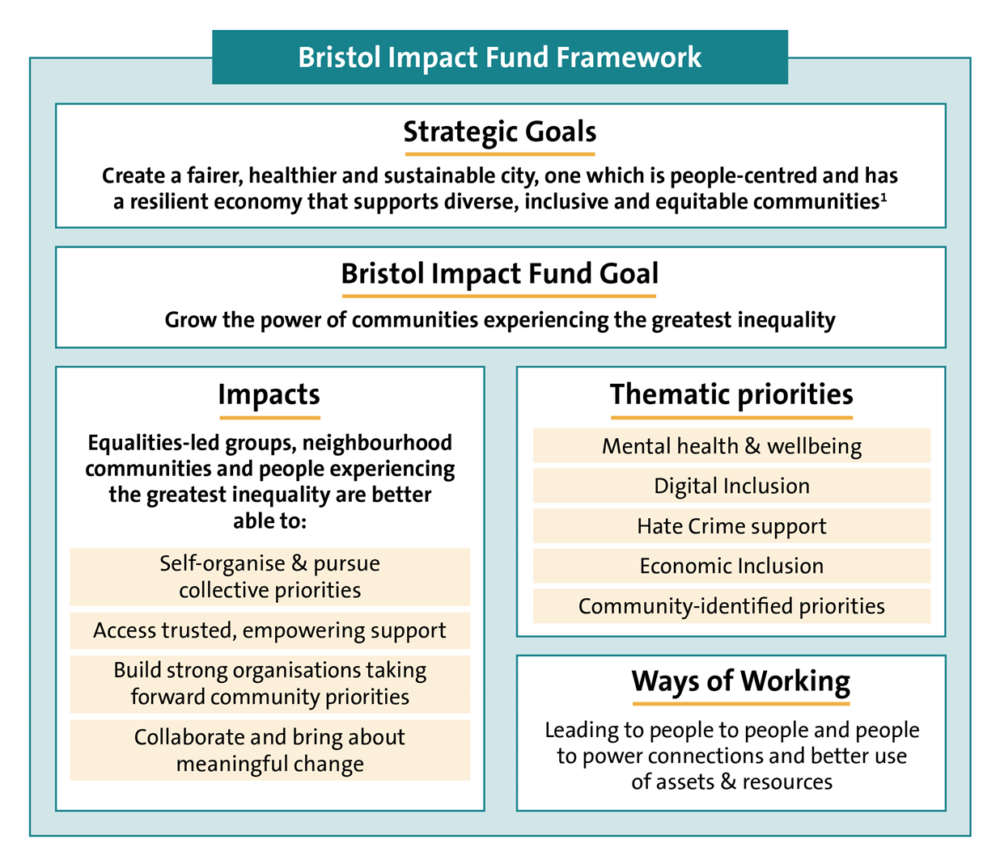 Bristol Impact Fund Framework
Strategic Goals
Create a fairer, healthier and sustainable city, one which is people-centred and has
a resilient economy that supports diverse, inclusive and equitable communities¹
Bristol Impact Fund Goal
Grow the power of communities experiencing the greatest inequality
Impacts
Equalities-led groups, neighbourhood
communities and people experiencing
the greatest inequality are better
able to:
Self-organise & pursue
collective priorities
Access trusted, empowering support
Build strong organisations taking
forward community priorities
Collaborate and bring about
meaningful change
Thematic priorities
Mental health & wellbeing
Digital Inclusion
Hate Crime support
Economic Inclusion
Community-identified priorities
Ways of Working
Leading to people to people and people
to power connections and better use
of assets & resources